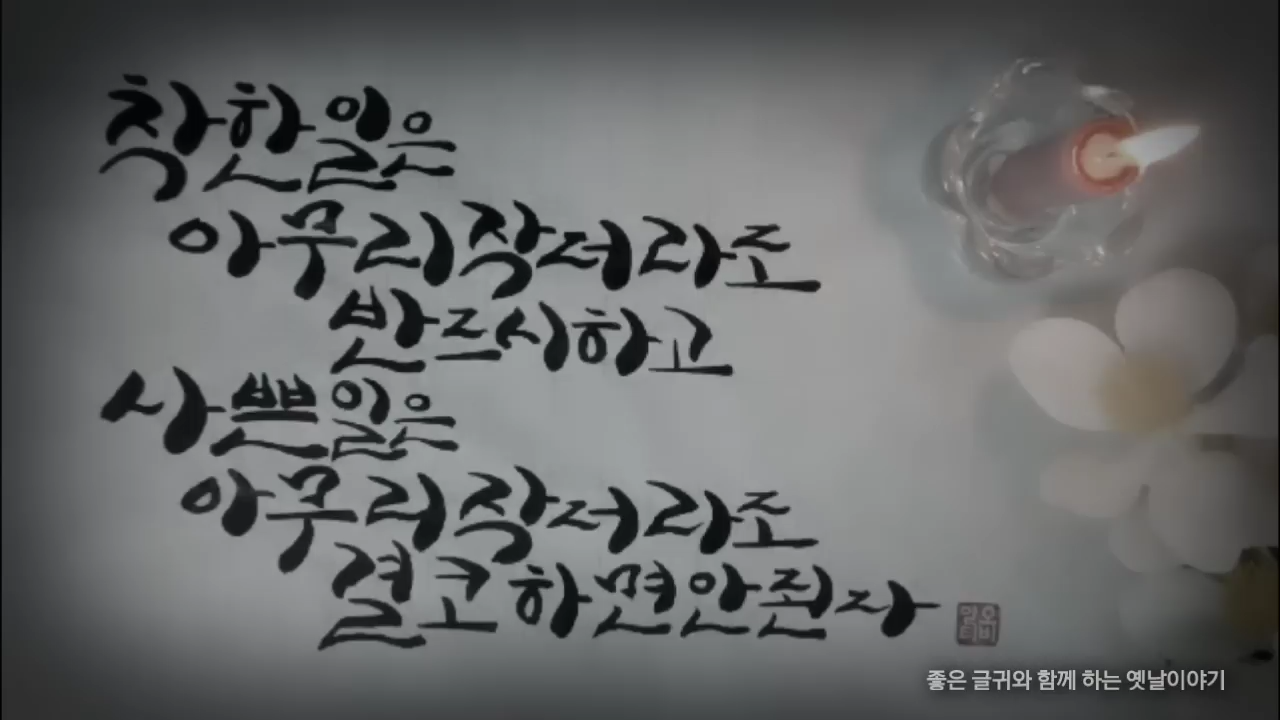 착한일은
아무리작더라도
반드시하고
나쁜일은
아무리작더라도
결코하면안된다
좋은 글귀와 함께 하는 옛날이야기